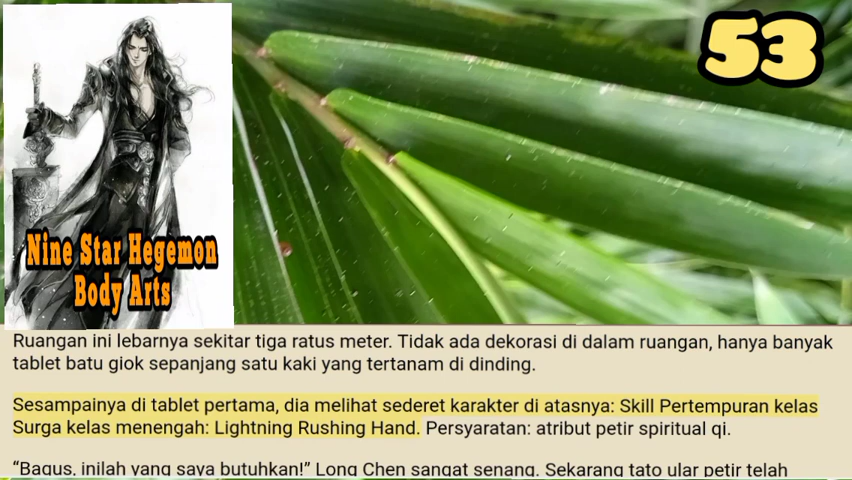 53
Nine Star Hegemon
Body Arts
Ruangan ini lebarnya sekitar tiga ratus meter. Tidak ada dekorasi di dalam ruangan, hanya banyak
tablet batu giok sepanjang satu kaki yang tertanam di dinding.
Sesampainya di tablet pertama, dia melihat sederet karakter di atasnya: Skill Pertempuran kelas
Surga kelas menengah: Lightning Rushing Hand. Persyaratan: atribut petir spiritual qi.
“Bagus, inilah yang saya butuhkan!” Long Chen sangat senang. Sekarang tato ular petir telah